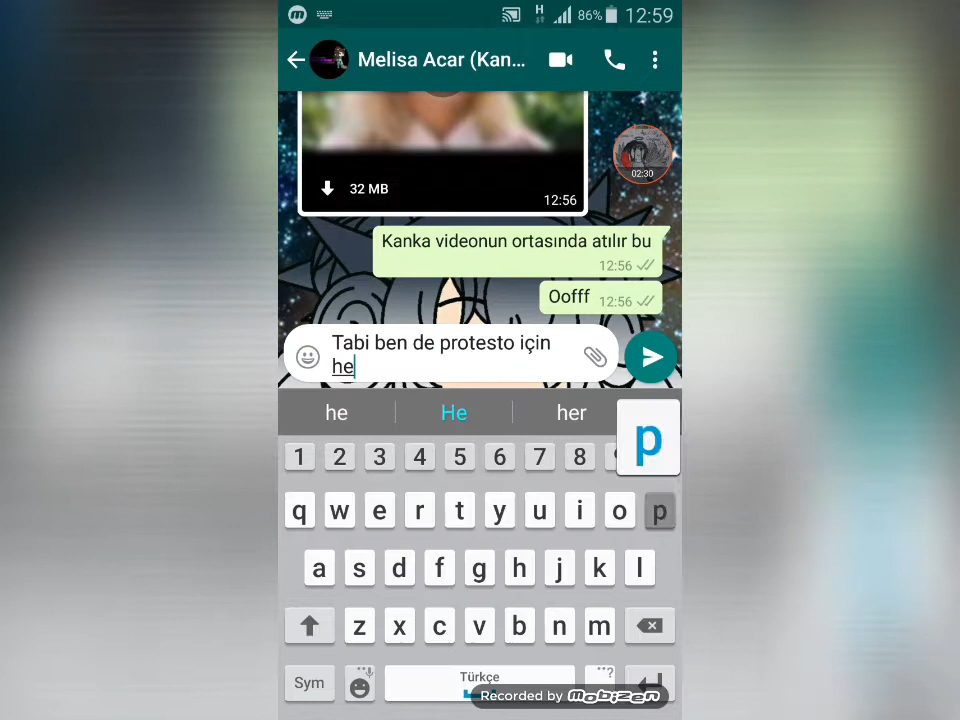 H 86% 12:59
Melisa Acar (Kan...
02:30
32 MB
12:56
Kanka videonun ortasında atılır bu
12:56
Oofff 12:56
Tabi ben de protesto için
he
he He her
p
1 2 3 4 5 6 7 8
q w e r t y u i o p
a s d f g h j k l
z x c v b n m
Sym Türkçe ...?
Recorded by mobizen